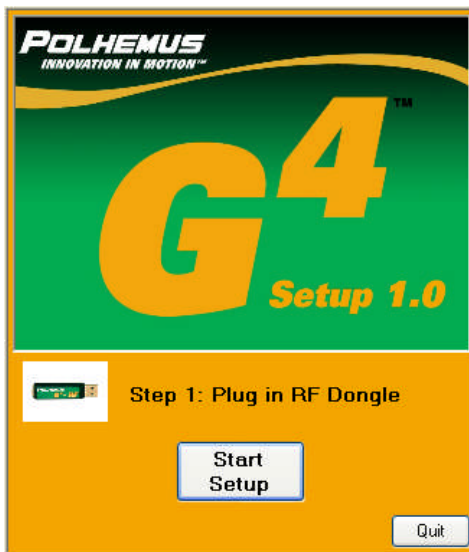 POLHEMUS
INNOVATION IN MOTION™
G4™
Setup 1.0
Step 1: Plug in RF Dongle
Start
Setup
Quit